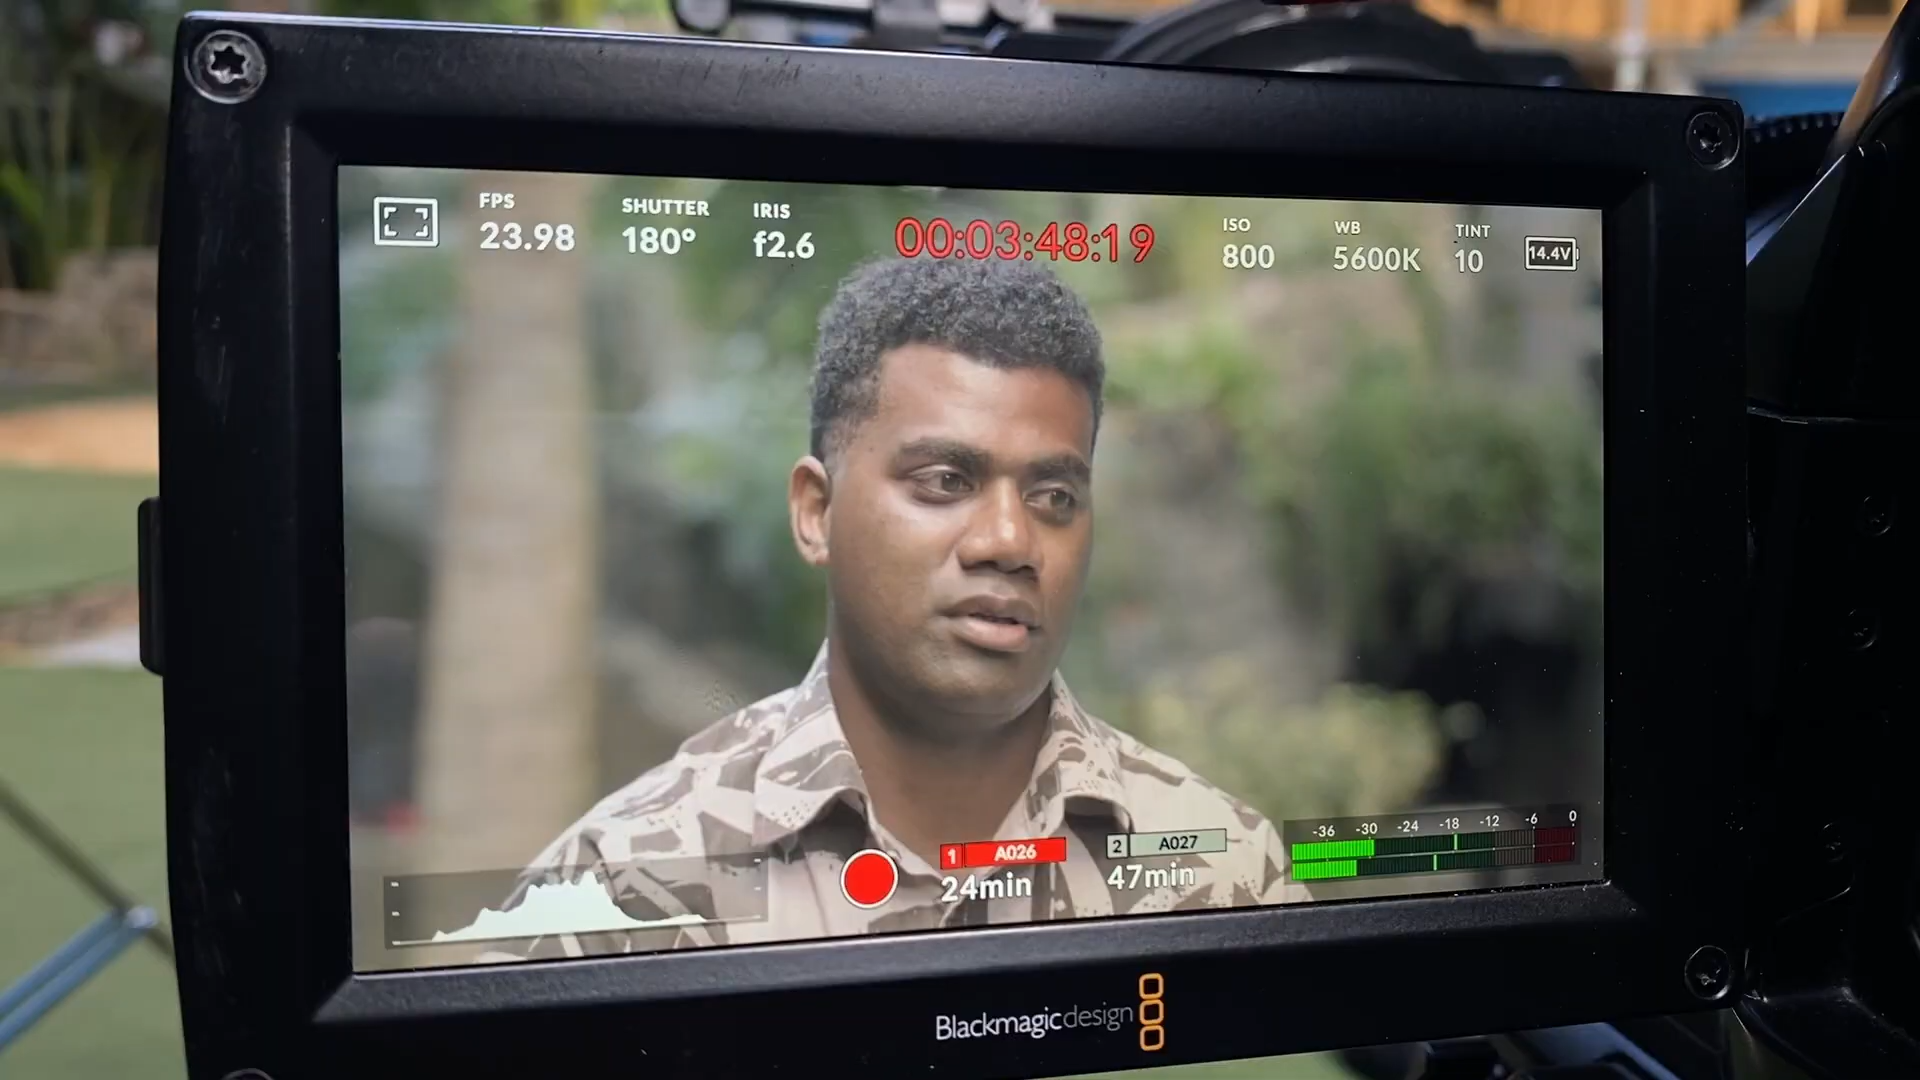 FPS
23.98
SHUTTER
180°
IRIS
f2.6
00:03:48:19
ISO
800
WB
5600K
TINT
10
14.4V
1 A026
24min
2 A027
47min
-36 -30 -24 -18 -12 -6 0
Blackmagicdesign